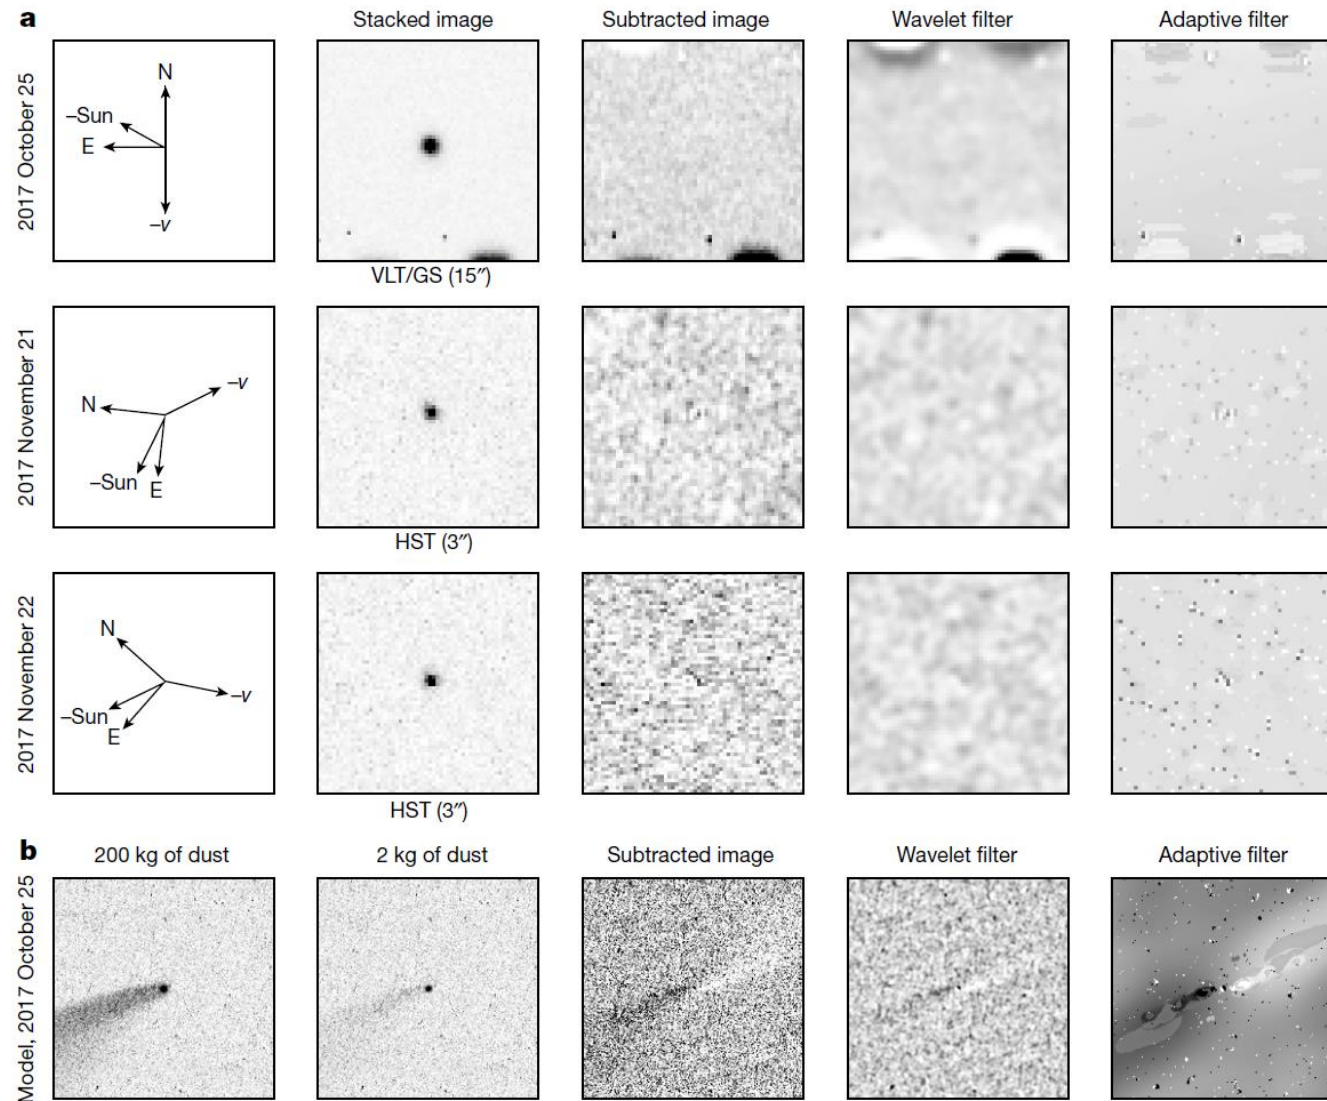 a
Stacked image
Subtracted image
Wavelet filter
Adaptive filter
2017 October 25
N
–Sun
E
–v
VLT/GS (15″)
2017 November 21
–v
N
–Sun
E
HST (3″)
2017 November 22
N
–v
–Sun
E
HST (3″)
b
200 kg of dust
2 kg of dust
Subtracted image
Wavelet filter
Adaptive filter
Model, 2017 October 25